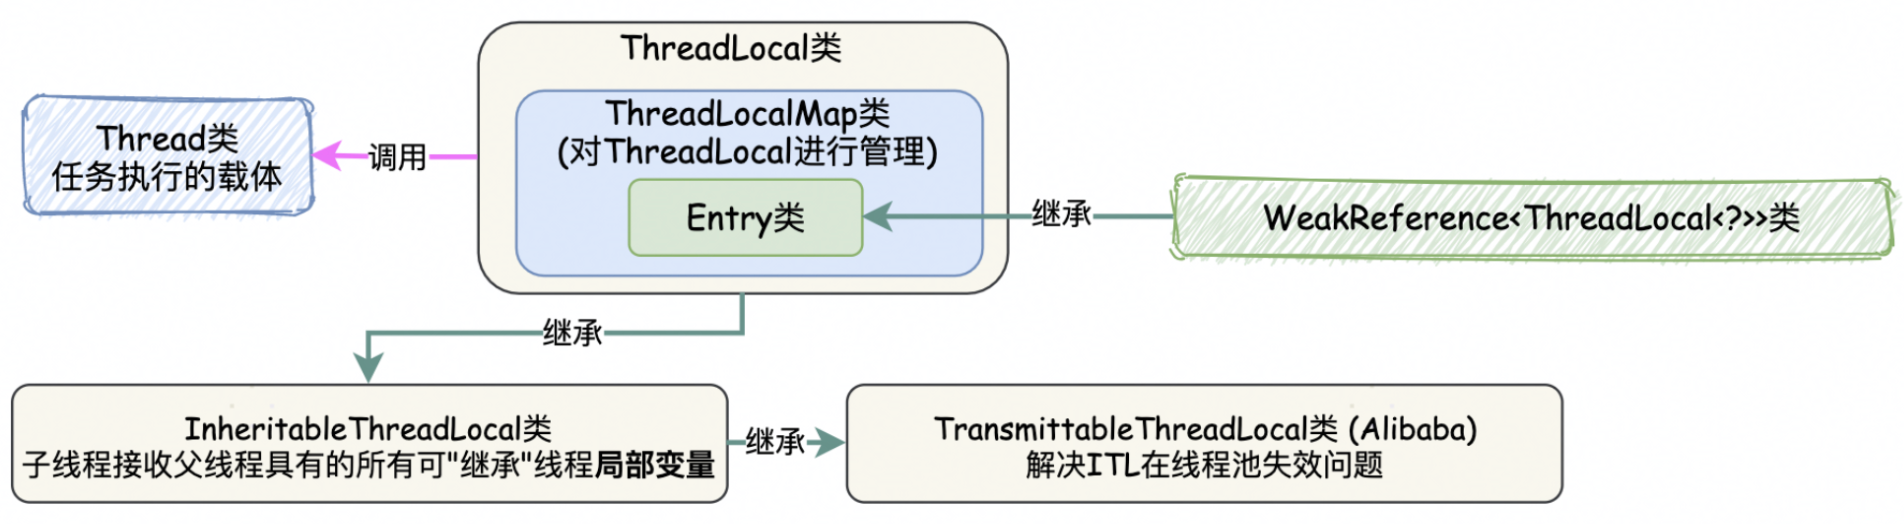 ThreadLocal类
ThreadLocalMap类
(对ThreadLocal进行管理)
Thread类
任务执行的载体
调用
Entry类
继承
WeakReference<ThreadLocal<?>>类
继承
InheritableThreadLocal类
子线程接收父线程具有的所有可"继承"线程局部变量
继承
TransmittableThreadLocal类 (Alibaba)
解决ITL在线程池失效问题